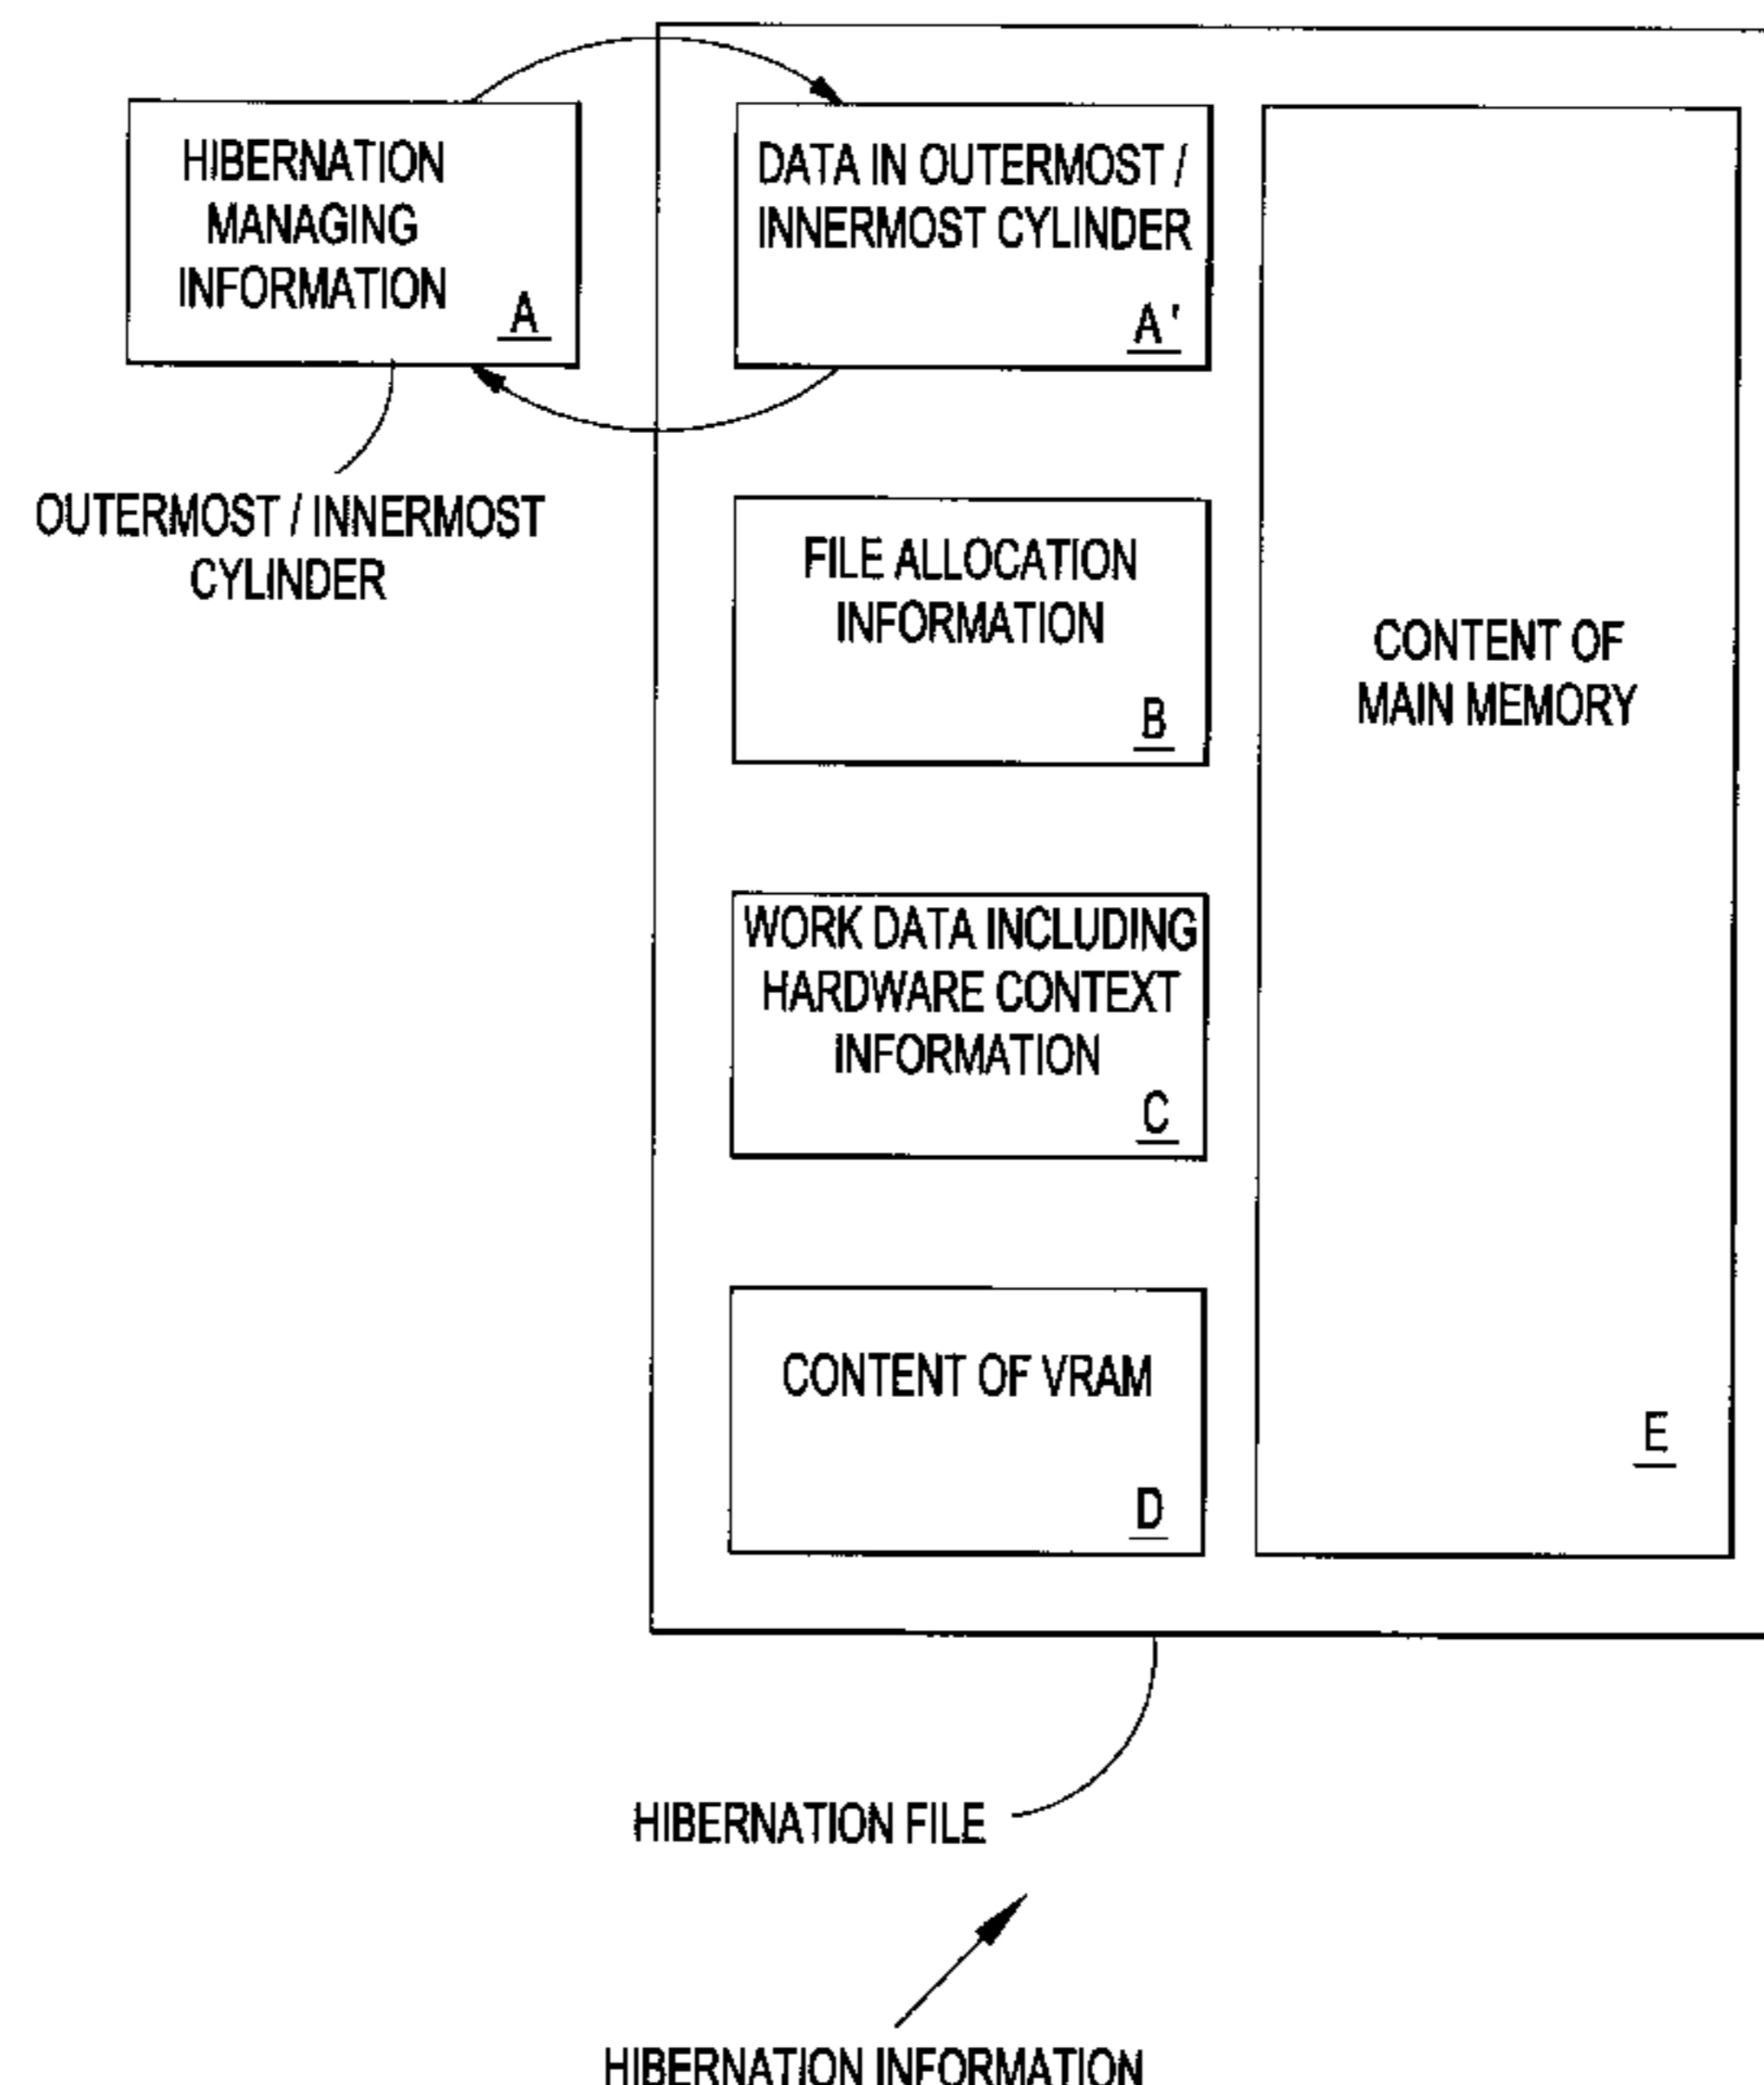 HIBERNATION
MANAGING
INFORMATION
A
OUTERMOST / INNERMOST
CYLINDER
DATA IN OUTERMOST /
INNERMOST CYLINDER
A'
FILE ALLOCATION
INFORMATION
B
WORK DATA INCLUDING
HARDWARE CONTEXT
INFORMATION
C
CONTENT OF VRAM
D
CONTENT OF
MAIN MEMORY
E
HIBERNATION FILE
HIBERNATION INFORMATION